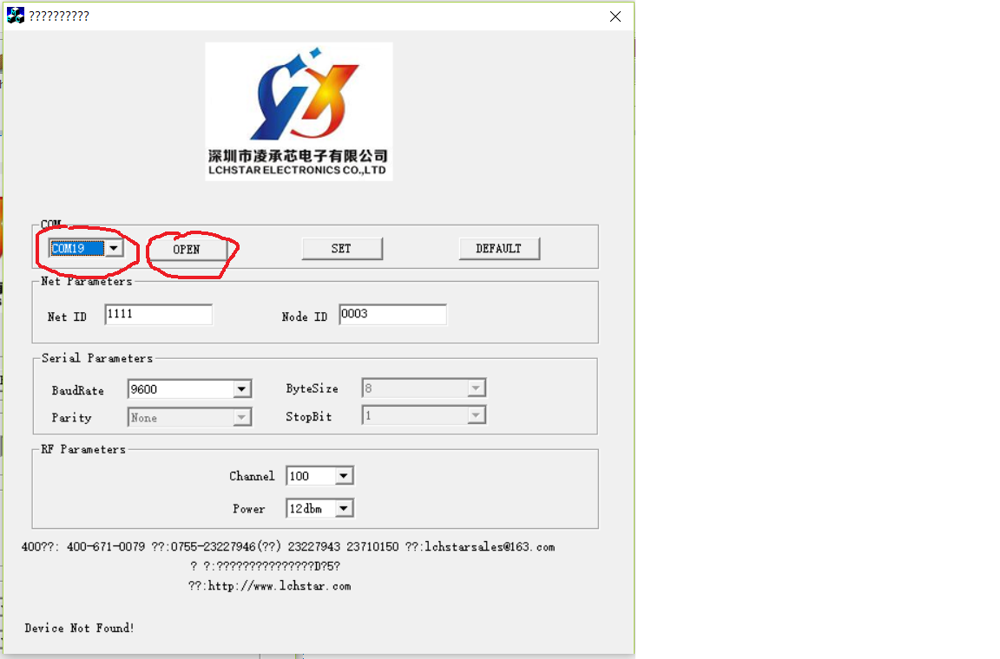 ??????????
深圳市凌承芯电子有限公司
LCHSTAR ELECTRONICS CO.,LTD
COM
COM19 OPEN SET DEFAULT
Net Parameters
Net ID 1111 Node ID 0003
Serial Parameters
BaudRate 9600 ByteSize 8
Parity None StopBit 1
RF Parameters
Channel 100
Power 12dbm
400??: 400-671-0079 ??:0755-23227946(??) 23227943 23710150 ??:lchstarsales@163.com
? ?:???????????????D?5?
??:http://www.lchstar.com
Device Not Found!